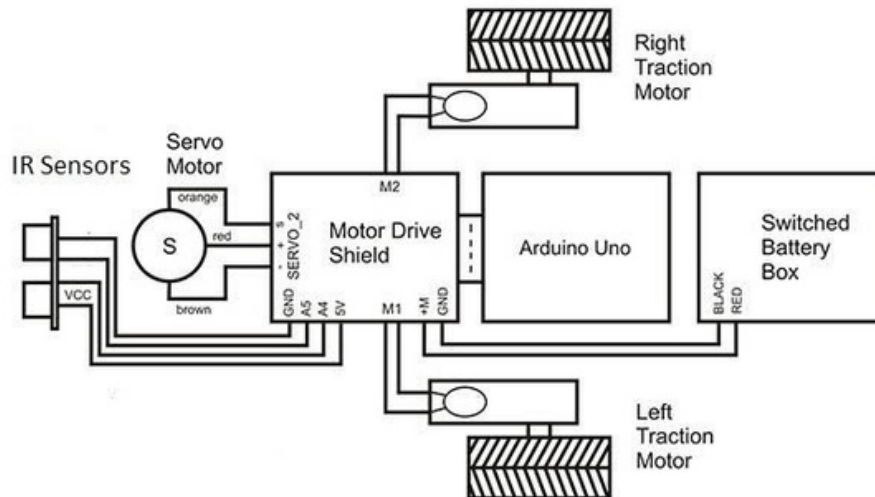 Right
Traction
Motor
Servo
Motor
IR Sensors
orange
M2
S
red
brown
VCC
S
+
-
SERVO_2
Motor Drive
Shield
Arduino Uno
Switched
Battery
Box
GND
A5
A4
5V
M1
+M
GND
BLACK
RED
Left
Traction
Motor